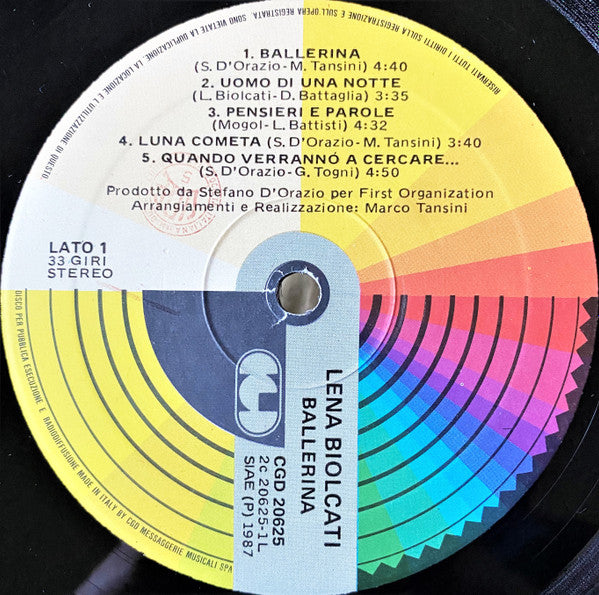 1. BALLERINA
(S. D'Orazio-M. Tansini) 4:40
2. UOMO DI UNA NOTTE
(L. Biolcati-D. Battaglia) 3:35
3. PENSIERI E PAROLE
(Mogol-L. Battisti) 4:32
4. LUNA COMETA (S. D'Orazio-M. Tansini) 3:40
5. QUANDO VERRANNÓ A CERCARE...
(S. D'Orazio-G. Togni) 4:50
Prodotto da Stefano D'Orazio per First Organization
Arrangiamenti e Realizzazione: Marco Tansini
LATO 1
33 GIRI
STEREO
LENA BIOLCATI
BALLERINA
CGD
CGD 20625
2c 20625-1L
SIAE (P) 1987
DISCO PER PUBBLICA ESECUZIONE E RADIODIFFUSIONE MADE IN ITALY BY CGD MESSAGGERIE MUSICALI SPA
RISERVATI TUTTI I DIRITTI SULLA REGISTRAZIONE E SULL'OPERA REGISTRATA. SONO VIETATE LA DUPLICAZIONE, LA LOCAZIONE E L'UTILIZZAZIONE DI QUESTO